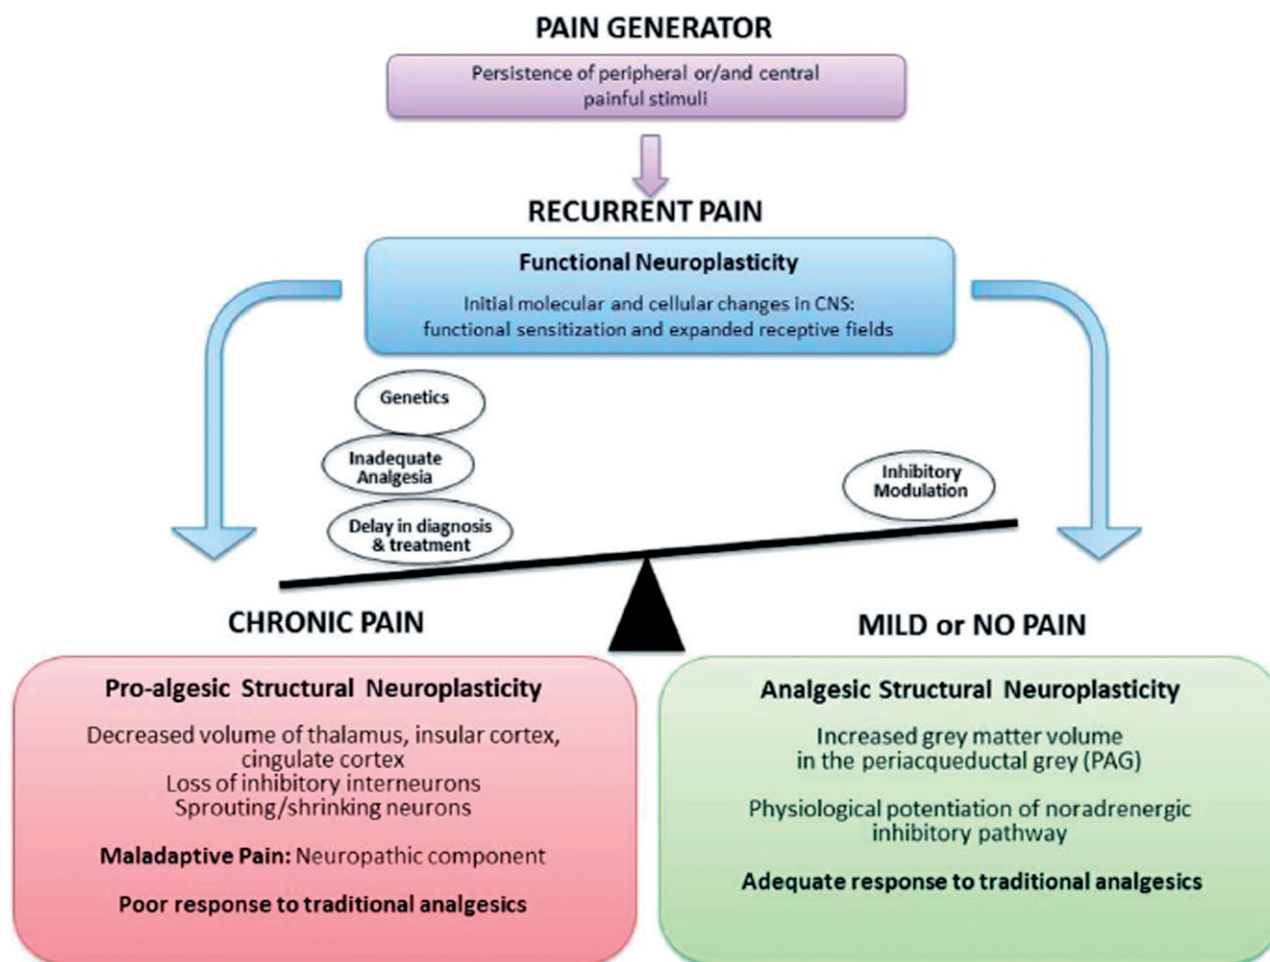 PAIN GENERATOR
Persistence of peripheral or/and central
painful stimuli
RECURRENT PAIN
Functional Neuroplasticity
Initial molecular and cellular changes in CNS:
functional sensitization and expanded receptive fields
Genetics
Inadequate
Analgesia
Delay in diagnosis
& treatment
Inhibitory
Modulation
CHRONIC PAIN
Pro-algesic Structural Neuroplasticity
Decreased volume of thalamus, insular cortex,
cingulate cortex
Loss of inhibitory interneurons
Sprouting/shrinking neurons
Maladaptive Pain: Neuropathic component
Poor response to traditional analgesics
MILD or NO PAIN
Analgesic Structural Neuroplasticity
Increased grey matter volume
in the periacqueductal grey (PAG)
Physiological potentiation of noradrenergic
inhibitory pathway
Adequate response to traditional analgesics